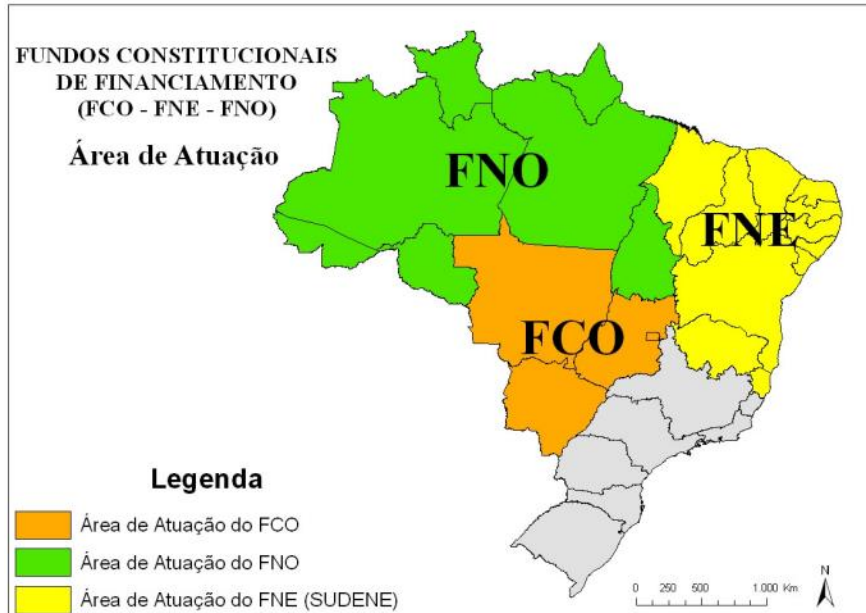 FUNDOS CONSTITUCIONAIS
DE FINANCIAMENTO
(FCO - FNE - FNO)
Área de Atuação
FNO
FNE
FCO
Legenda
Área de Atuação do FCO
Área de Atuação do FNO
Área de Atuação do FNE (SUDENE)
N
0 250 500 1.000 Km